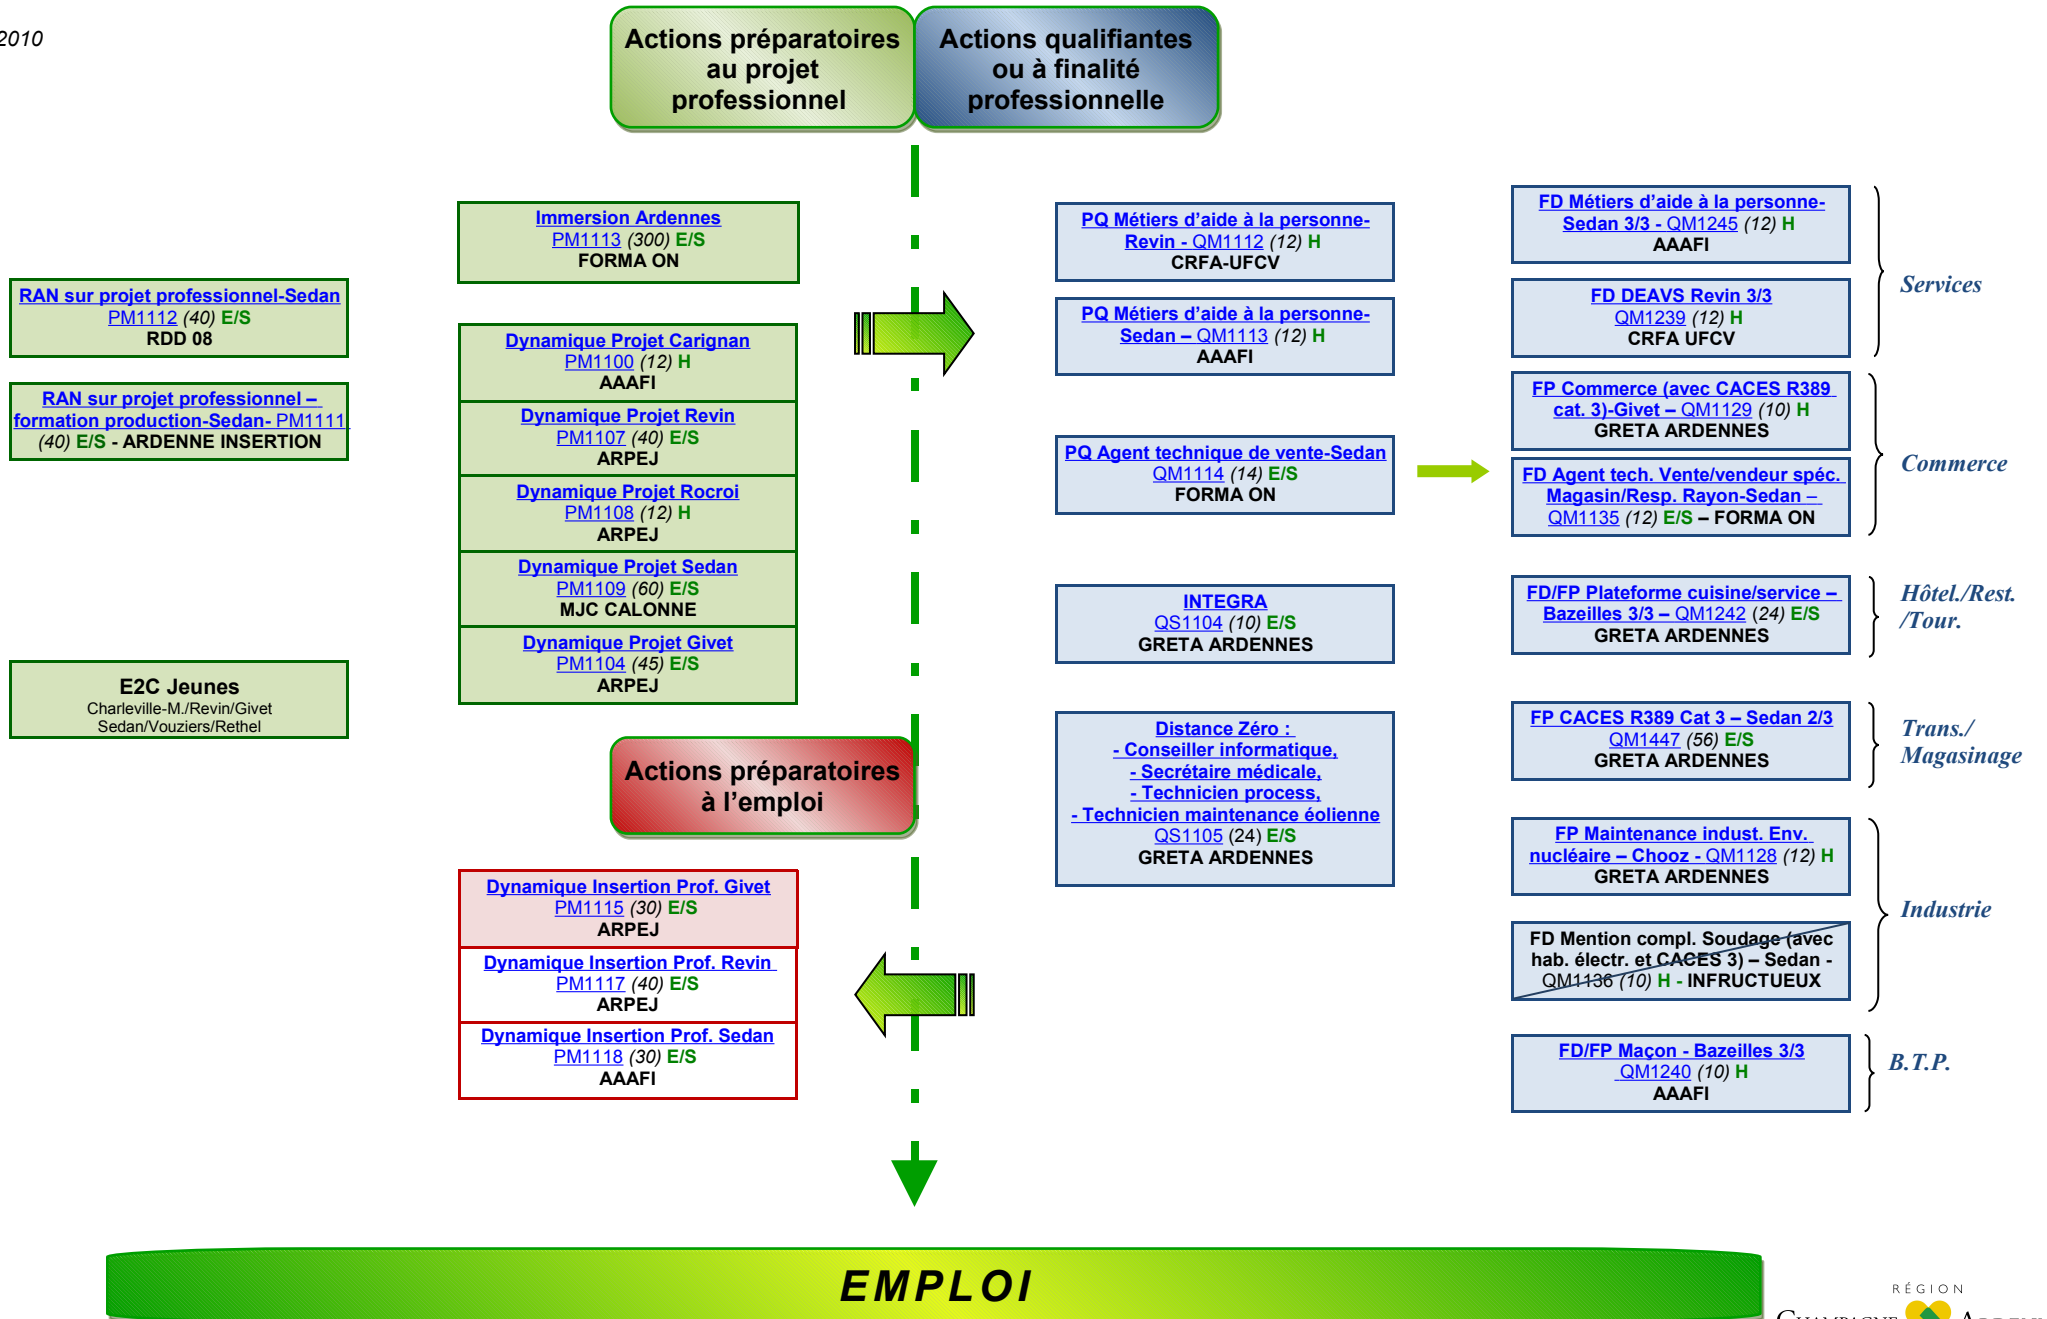 2010
Actions préparatoires
au projet
professionnel
Actions qualifiantes
ou à finalité
professionnelle
RAN sur projet professionnel-Sedan
PM1112 (40) E/S
RDD 08
RAN sur projet professionnel –
formation production-Sedan- PM1111
(40) E/S - ARDENNE INSERTION
E2C Jeunes
Charleville-M./Revin/Givet
Sedan/Vouziers/Rethel
Immersion Ardennes
PM1113 (300) E/S
FORMA ON
Dynamique Projet Carignan
PM1100 (12) H
AAAFI
Dynamique Projet Revin
PM1107 (40) E/S
ARPEJ
Dynamique Projet Rocroi
PM1108 (12) H
ARPEJ
Dynamique Projet Sedan
PM1109 (60) E/S
MJC CALONNE
Dynamique Projet Givet
PM1104 (45) E/S
ARPEJ
Actions préparatoires
à l’emploi
Dynamique Insertion Prof. Givet
PM1115 (30) E/S
ARPEJ
Dynamique Insertion Prof. Revin
PM1117 (40) E/S
ARPEJ
Dynamique Insertion Prof. Sedan
PM1118 (30) E/S
AAAFI
PQ Métiers d’aide à la personne-
Revin - QM1112 (12) H
CRFA-UFCV
PQ Métiers d’aide à la personne-
Sedan – QM1113 (12) H
AAAFI
PQ Agent technique de vente-Sedan
QM1114 (14) E/S
FORMA ON
INTEGRA
QS1104 (10) E/S
GRETA ARDENNES
Distance Zéro :
- Conseiller informatique,
- Secrétaire médicale,
- Technicien process,
- Technicien maintenance éolienne
QS1105 (24) E/S
GRETA ARDENNES
FD Métiers d’aide à la personne-
Sedan 3/3 - QM1245 (12) H
AAAFI
FD DEAVS Revin 3/3
QM1239 (12) H
CRFA UFCV
Services
FP Commerce (avec CACES R389
cat. 3)-Givet – QM1129 (10) H
GRETA ARDENNES
FD Agent tech. Vente/vendeur spéc.
Magasin/Resp. Rayon-Sedan –
QM1135 (12) E/S – FORMA ON
Commerce
FD/FP Plateforme cuisine/service –
Bazeilles 3/3 – QM1242 (24) E/S
GRETA ARDENNES
Hôtel./Rest.
/Tour.
FP CACES R389 Cat 3 – Sedan 2/3
QM1447 (56) E/S
GRETA ARDENNES
Trans./
Magasinage
FP Maintenance indust. Env.
nucléaire – Chooz - QM1128 (12) H
GRETA ARDENNES
FD Mention compl. Soudage (avec
hab. électr. et CACES 3) – Sedan -
QM1136 (10) H - INFRUCTUEUX
Industrie
FD/FP Maçon - Bazeilles 3/3
QM1240 (10) H
AAAFI
B.T.P.
EMPLOI
RÉGION